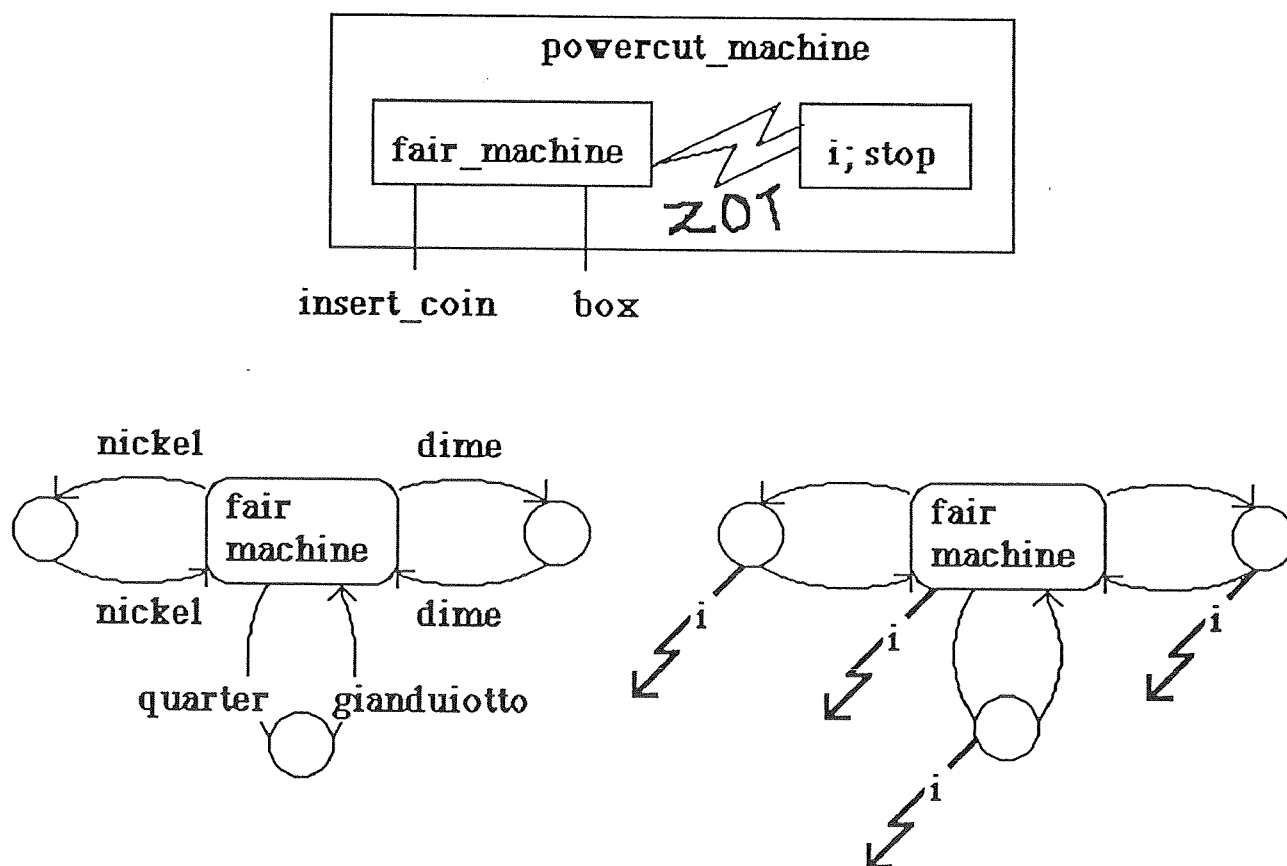 powercut_machine
fair_machine
i; stop
ZOT
insert_coin
box
nickel
dime
fair
machine
nickel
dime
quarter
gianduiotto
fair
machine
i
i
i
i